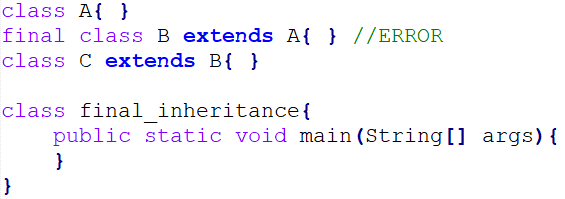 class A{ }
final class B extends A{ } //ERROR
class C extends B{ }
class final_inheritance{
public static void main(String[] args){
}
}